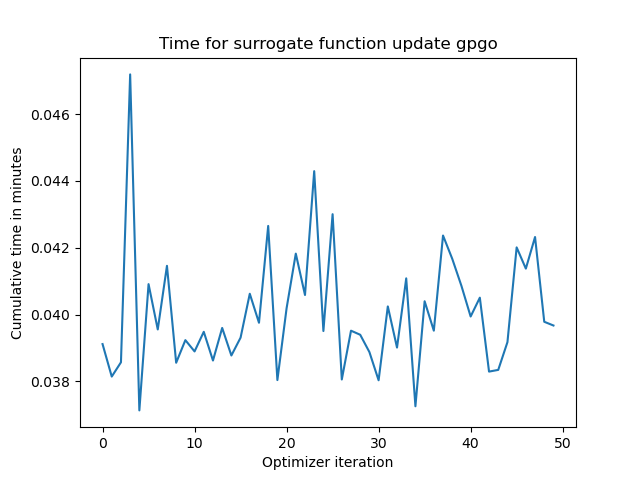 Time for surrogate function update gpgo
Cumulative time in minutes
0.046
0.044
0.042
0.040
0.038
0 10 20 30 40 50
Optimizer iteration